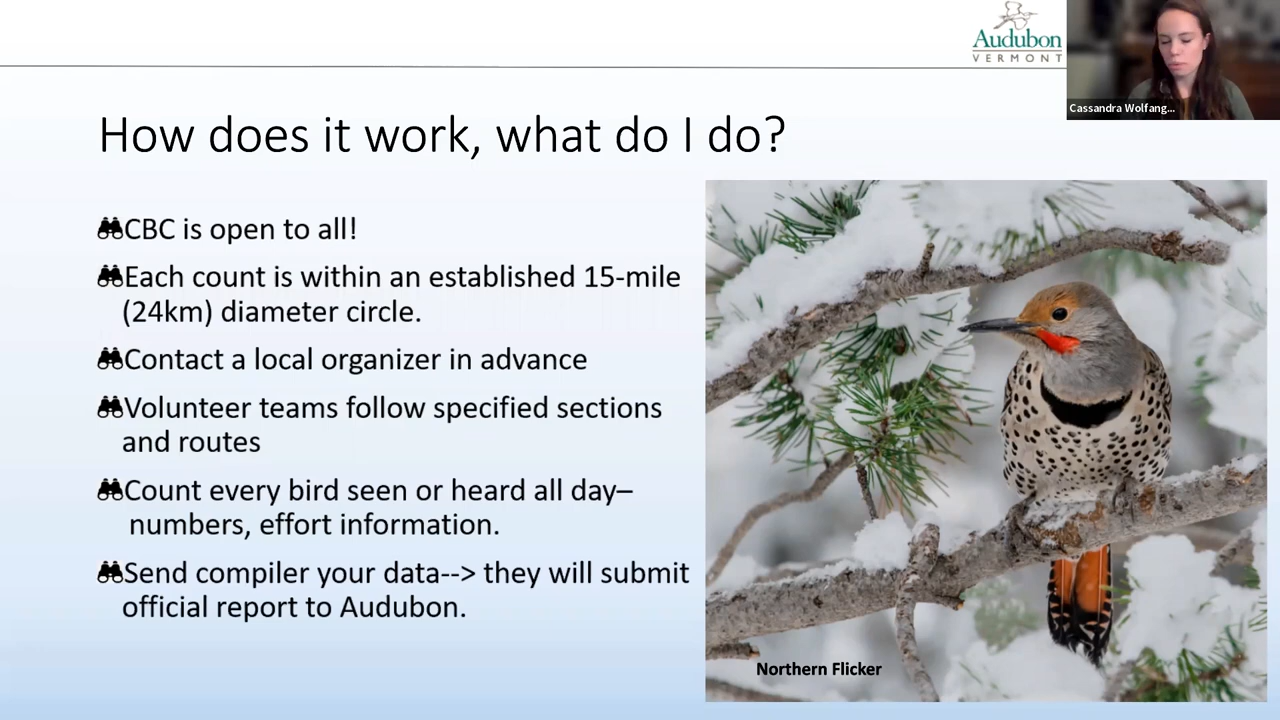 Audubon
VERMONT
Cassandra Wolfang...
How does it work, what do I do?
CBC is open to all!
Each count is within an established 15-mile
(24km) diameter circle.
Contact a local organizer in advance
Volunteer teams follow specified sections
and routes
Count every bird seen or heard all day–
numbers, effort information.
Send compiler your data--> they will submit
official report to Audubon.
Northern Flicker